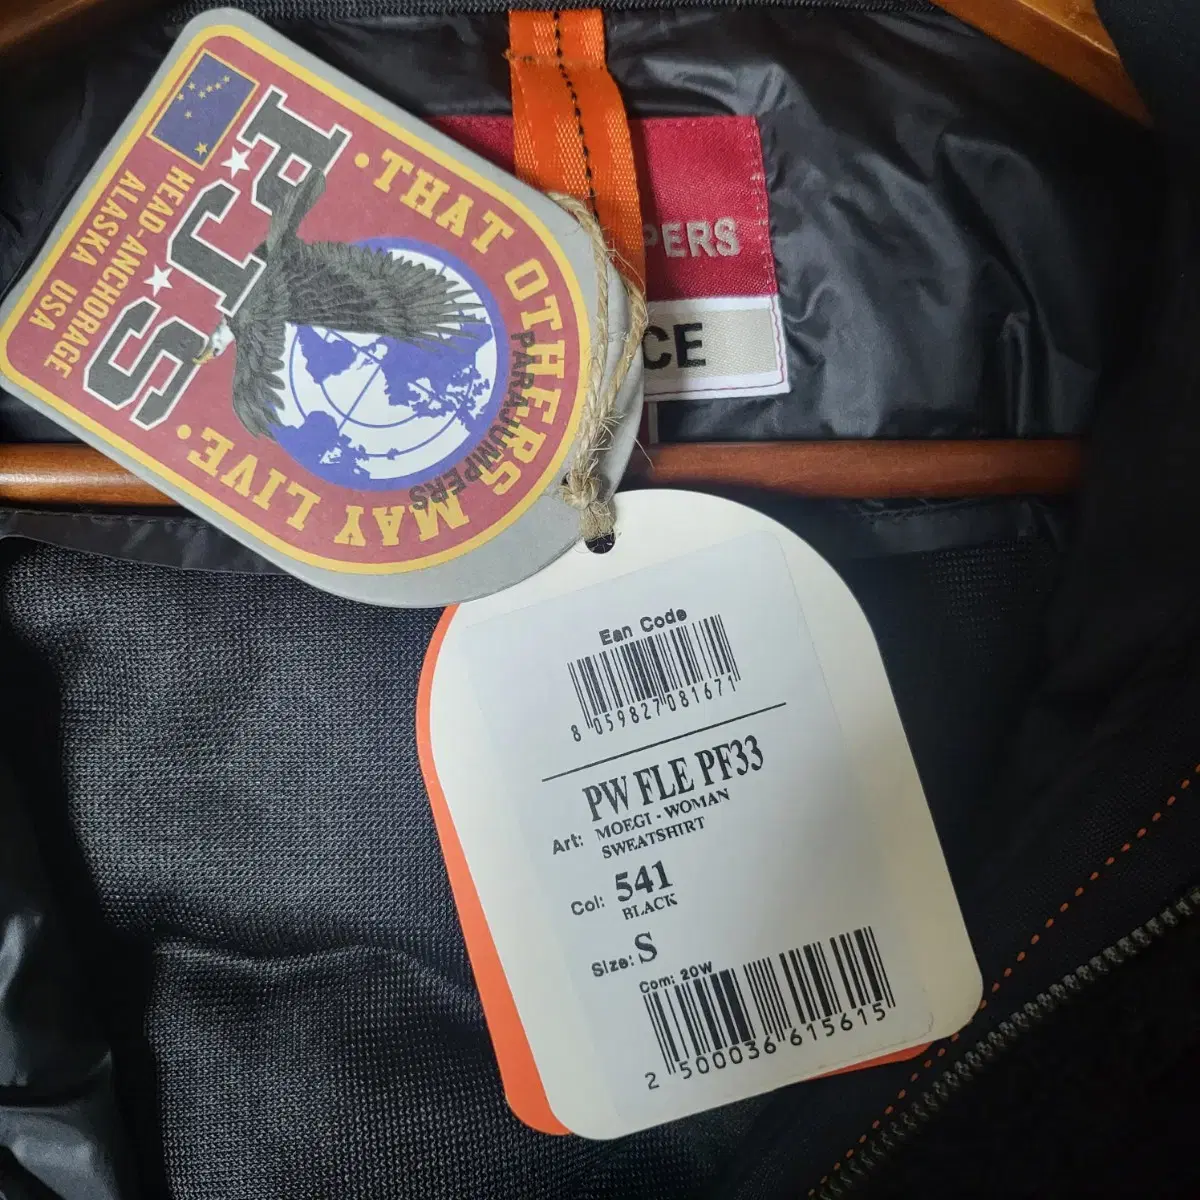 PJS
HEAD-ANCHORAGE
ALASKA USA
· THAT OTHERS MAY LIVE ·
PARAJUMPERS
PERS
CE
Ean Code
8 059827 081671
PW FLE PF33
Art: MOEGI - WOMAN
SWEATSHIRT
Col: 541
BLACK
Size: S
Com: 20W
2 500036 615615